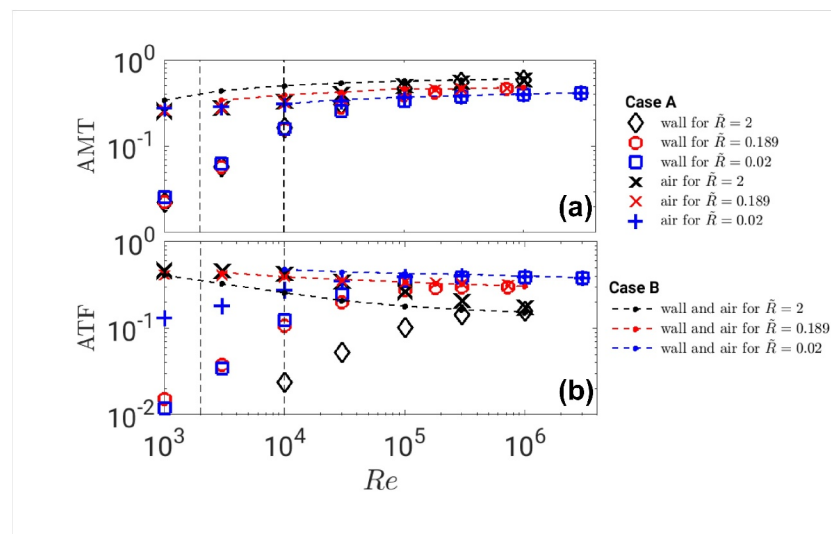 10^0
AMT
10^{-1}
(a)
10^0
ATF
10^{-1}
(b)
10^{-2}
10^3
10^4
10^5
10^6
Re
Case A
wall for R̃ = 2
wall for R̃ = 0.189
wall for R̃ = 0.02
air for R̃ = 2
air for R̃ = 0.189
air for R̃ = 0.02
Case B
wall and air for R̃ = 2
wall and air for R̃ = 0.189
wall and air for R̃ = 0.02